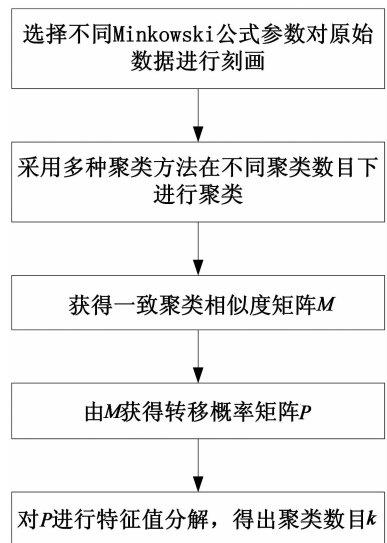 选择不同Minkowski公式参数对原始
数据进行刻画
采用多种聚类方法在不同聚类数目下
进行聚类
获得一致聚类相似度矩阵M
由M获得转移概率矩阵P
对P进行特征值分解，得出聚类数目k